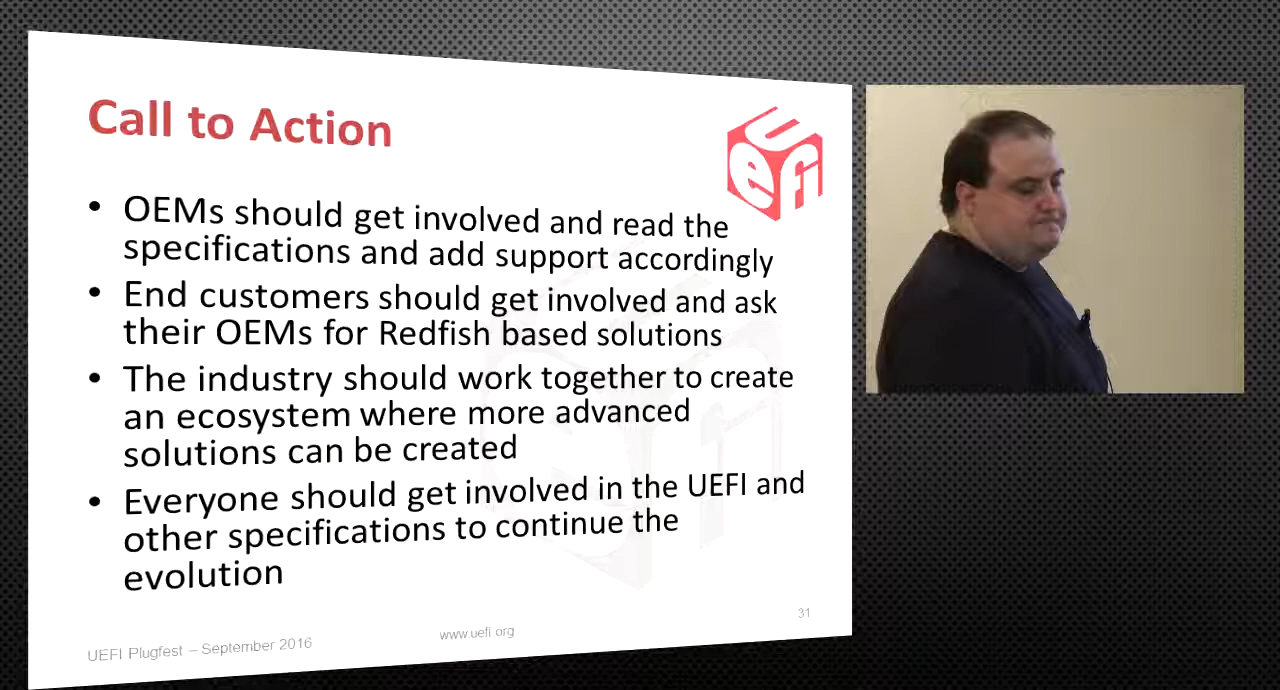 Call to Action
uefi
• OEMs should get involved and read the
specifications and add support accordingly
• End customers should get involved and ask
their OEMs for Redfish based solutions
• The industry should work together to create
an ecosystem where more advanced
solutions can be created
• Everyone should get involved in the UEFI and
other specifications to continue the
evolution
UEFI Plugfest – September 2016
www.uefi.org
31